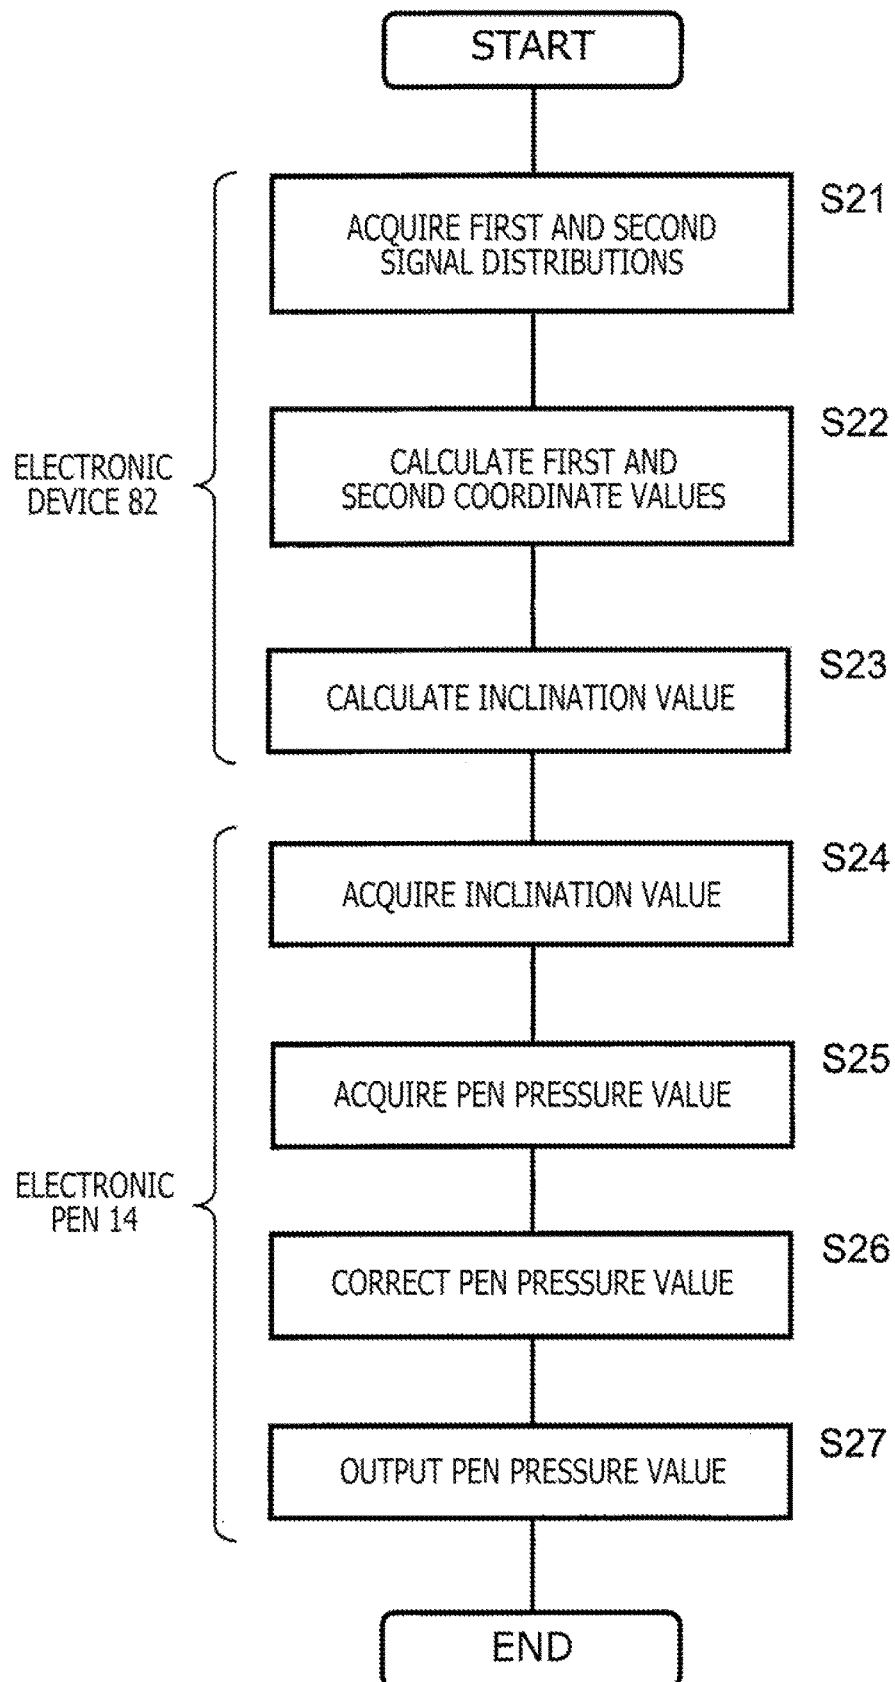 START
S21
ACQUIRE FIRST AND SECOND
SIGNAL DISTRIBUTIONS
S22
CALCULATE FIRST AND
SECOND COORDINATE VALUES
ELECTRONIC
DEVICE 82
S23
CALCULATE INCLINATION VALUE
S24
ACQUIRE INCLINATION VALUE
S25
ACQUIRE PEN PRESSURE VALUE
ELECTRONIC
PEN 14
S26
CORRECT PEN PRESSURE VALUE
S27
OUTPUT PEN PRESSURE VALUE
END